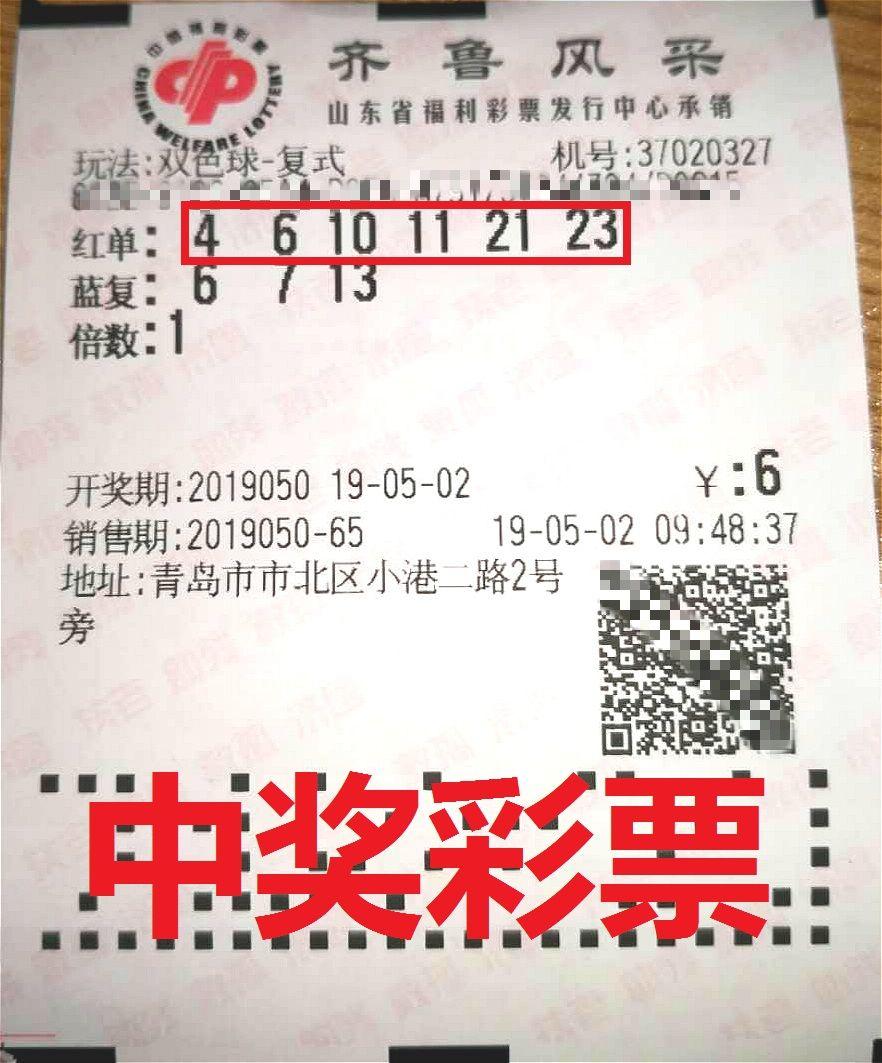 中国福利彩票
CHINA WELFARE LOTTERY
齐鲁风采
山东省福利彩票发行中心承销
玩法:双色球-复式 机号:37020327
红单: 4 6 10 11 21 23
蓝复: 6 7 13
倍数:1
开奖期:2019050 19-05-02 ￥:6
销售期:2019050-65 19-05-02 09:48:37
地址:青岛市市北区小港二路2号
旁
中奖彩票